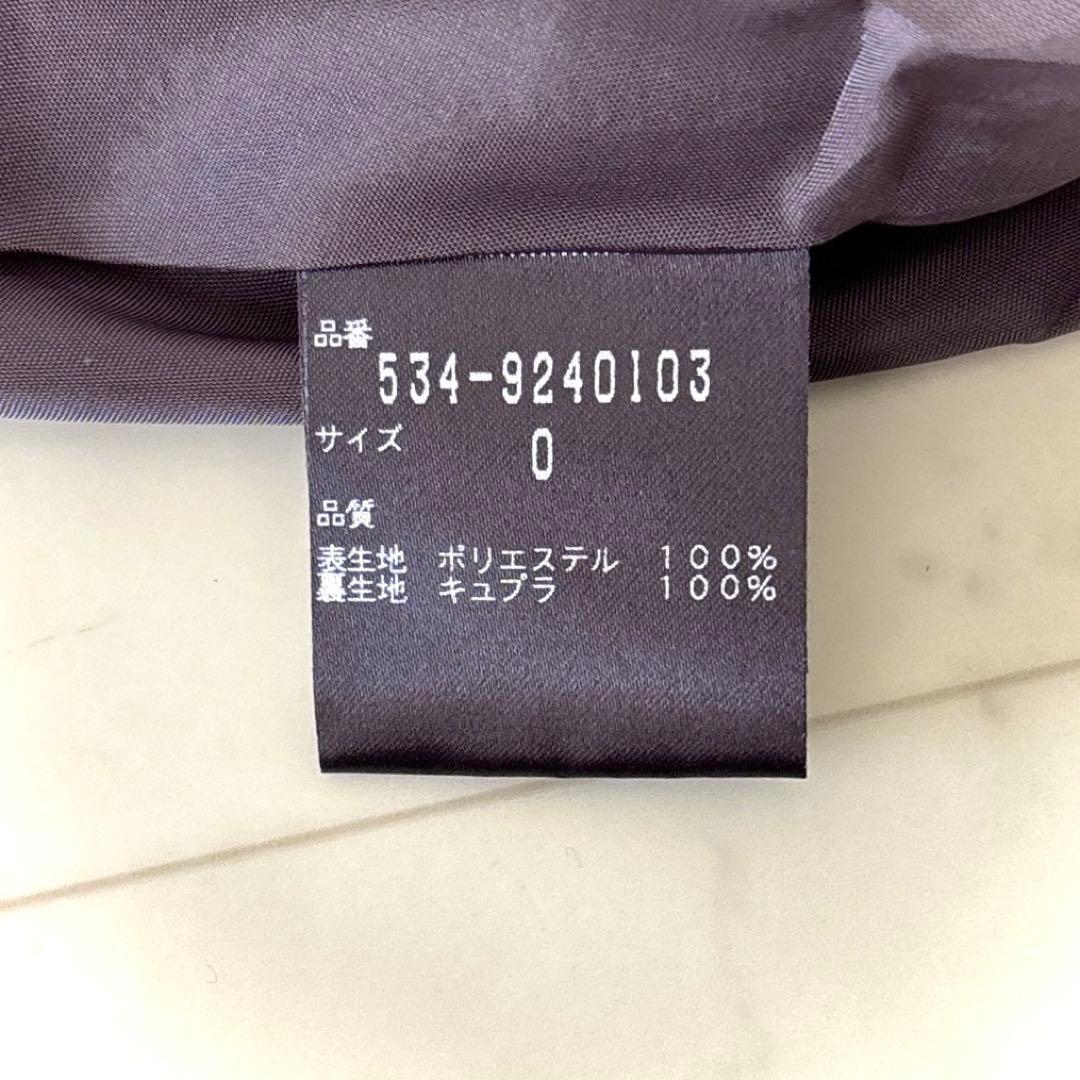 品番
534-9240103
サイズ 0
品質
表生地 ポリエステル 100%
裏生地 キュプラ 100%